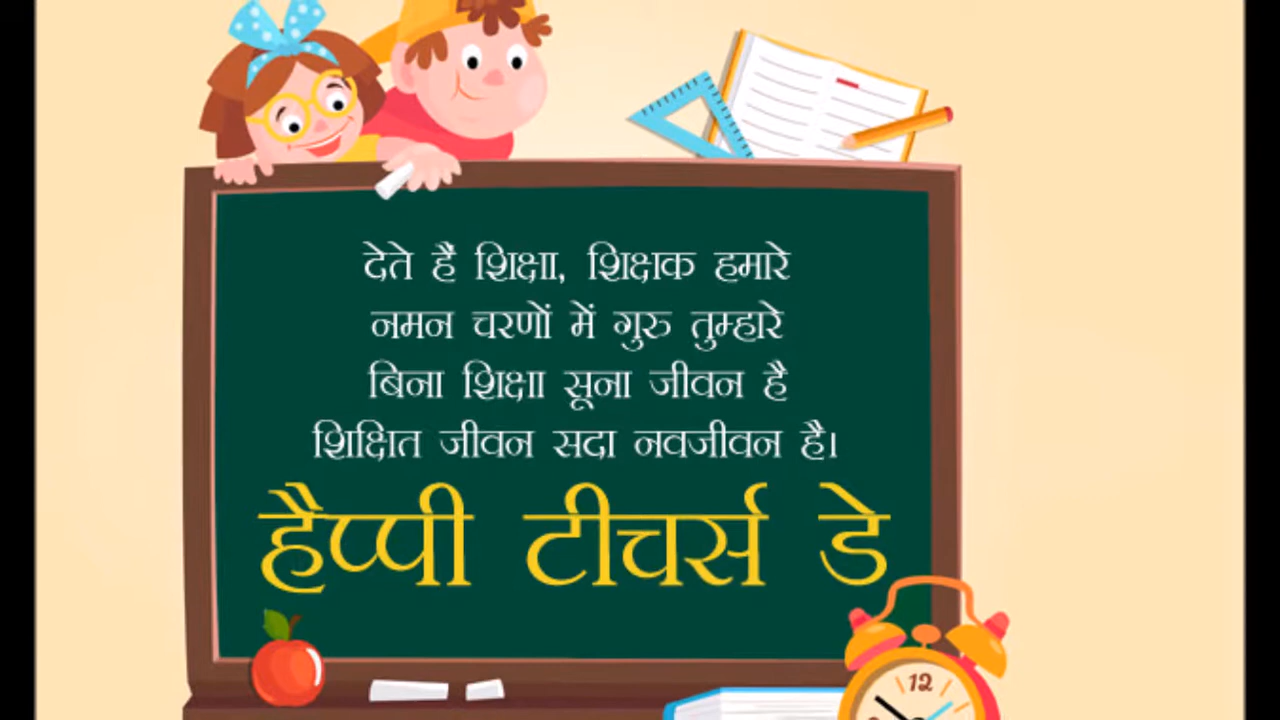 देते हैं शिक्षा, शिक्षक हमारे
नमन चरणों में गुरु तुम्हारे
बिना शिक्षा सूना जीवन है
शिक्षित जीवन सदा नवजीवन है।
हैप्पी टीचर्स डे
12